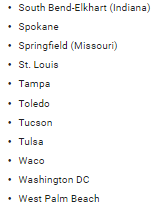 • South Bend-Elkhart (Indiana)
• Spokane
• Springfield (Missouri)
• St. Louis
• Tampa
• Toledo
• Tucson
• Tulsa
• Waco
• Washington DC
• West Palm Beach